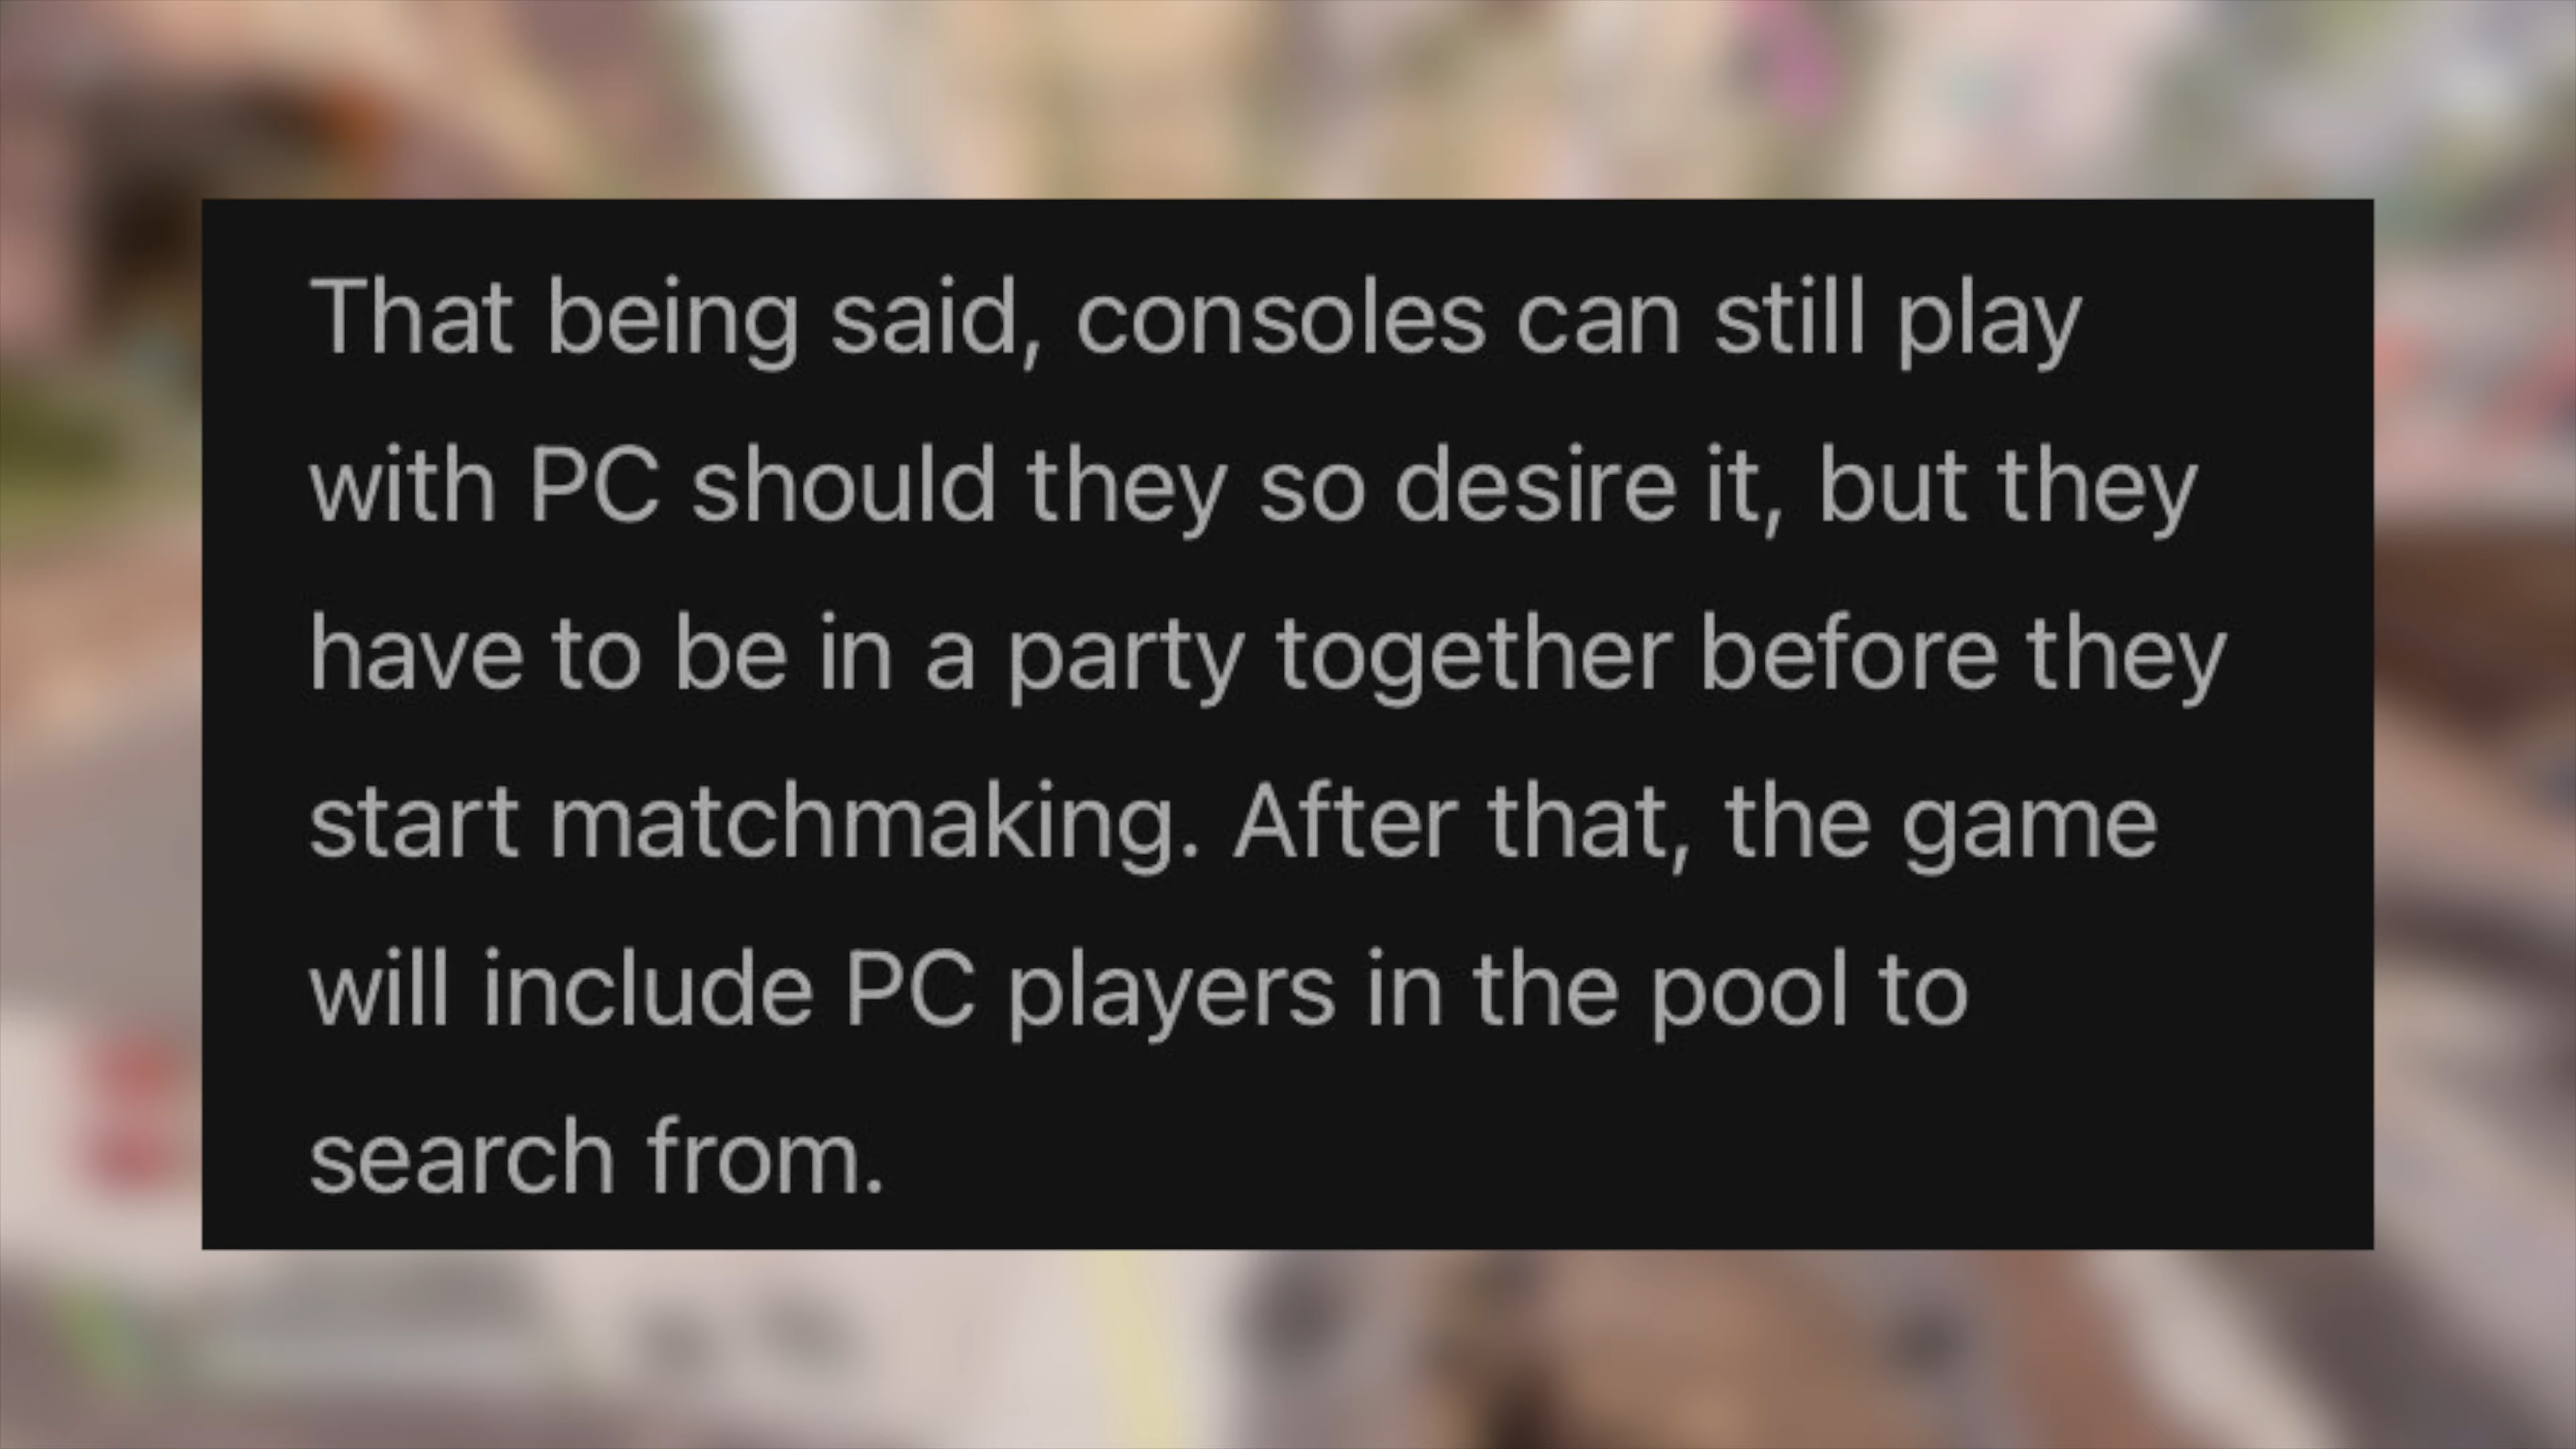 That being said, consoles can still play
with PC should they so desire it, but they
have to be in a party together before they
start matchmaking. After that, the game
will include PC players in the pool to
search from.